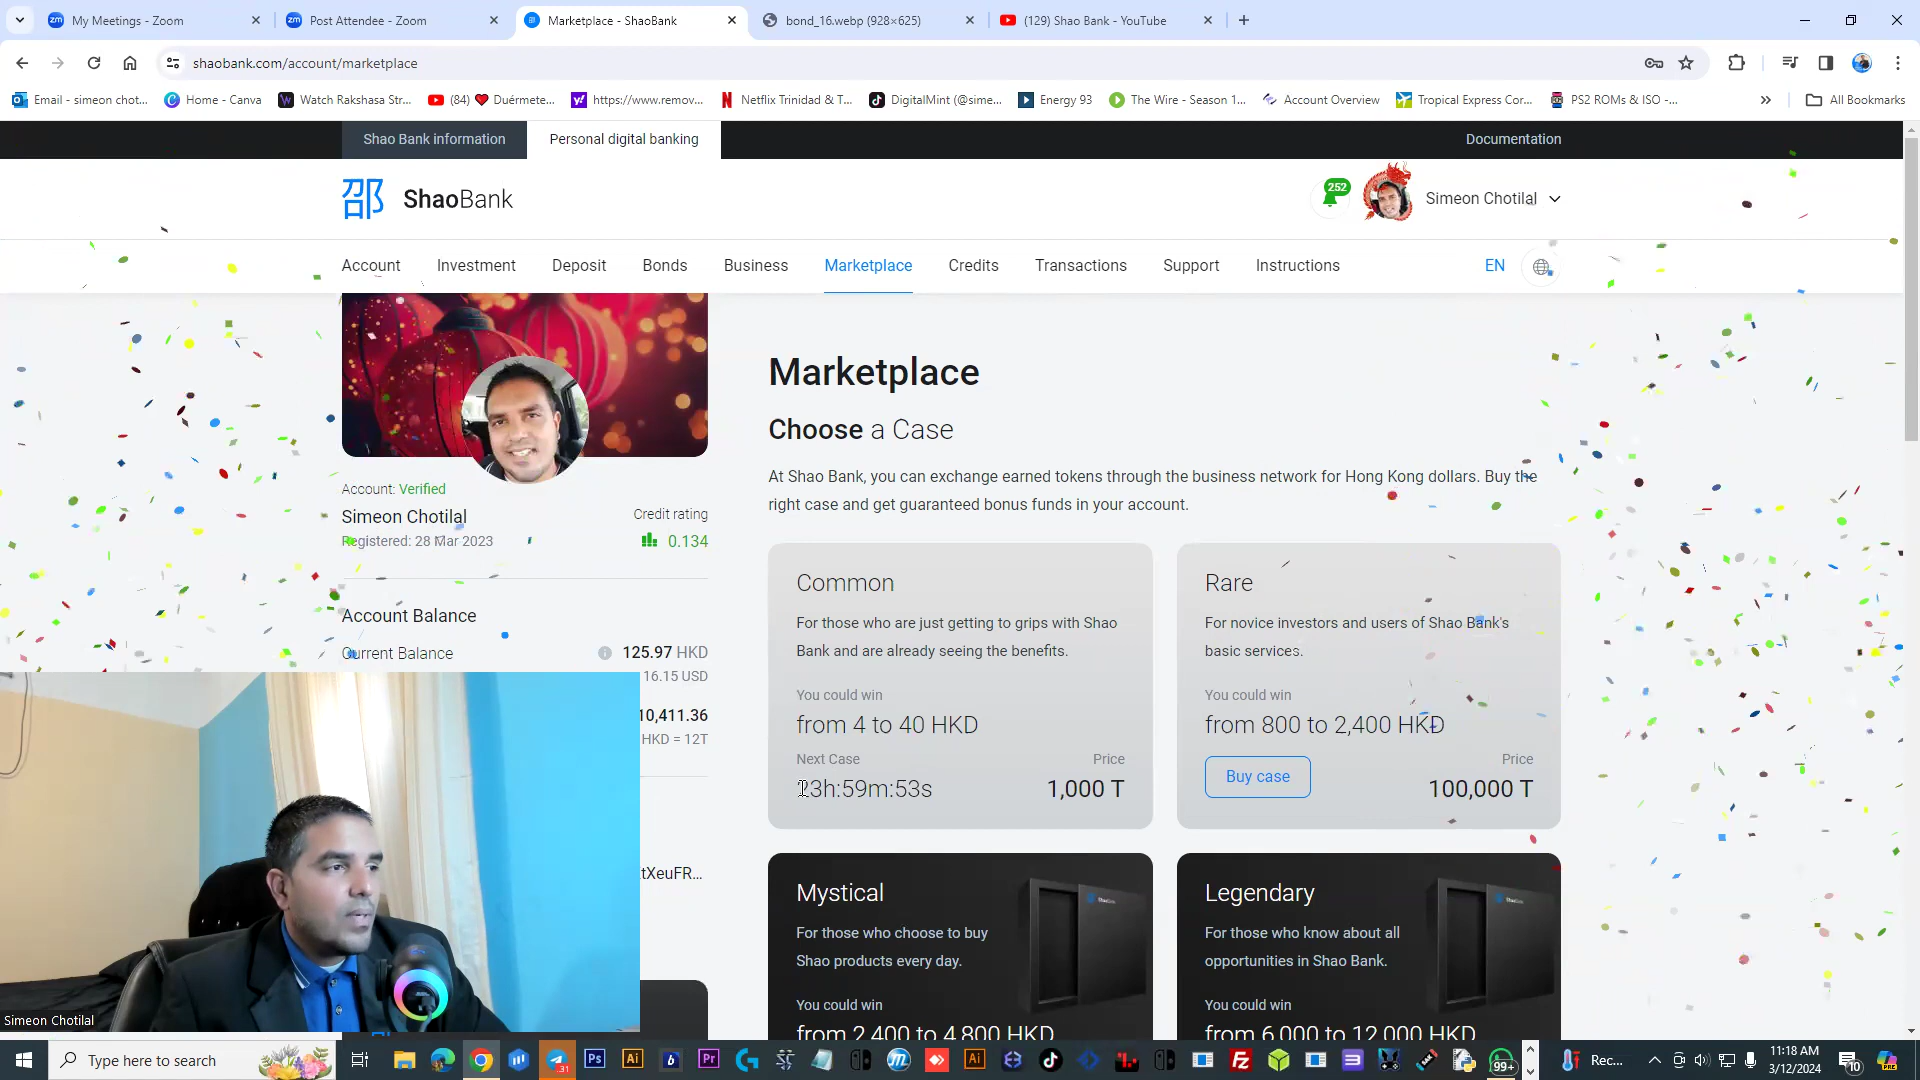 My Meetings - Zoom
Post Attendee - Zoom
Marketplace - ShaoBank
bond_16.webp (928×625)
(129) Shao Bank - YouTube
shaobank.com/account/marketplace
Email - simeon chot...
Home - Canva
Watch Rakshasa Str...
(84) ❤ Duérmete...
https://www.remov...
Netflix Trinidad & T...
DigitalMint (@sime...
Energy 93
The Wire - Season 1...
Account Overview
Tropical Express Cor...
PS2 ROMs & ISO -...
All Bookmarks
Shao Bank information
Personal digital banking
Documentation
邵 ShaoBank
252
Simeon Chotilal
Account
Investment
Deposit
Bonds
Business
Marketplace
Credits
Transactions
Support
Instructions
EN
Account: Verified
Simeon Chotilal
Credit rating
Registered: 28 Mar 2023
0.134
Account Balance
Current Balance
125.97 HKD
16.15 USD
10,411.36
HKD = 12T
tXeuFR...
Marketplace
Choose a Case
At Shao Bank, you can exchange earned tokens through the business network for Hong Kong dollars. Buy the
right case and get guaranteed bonus funds in your account.
Common
For those who are just getting to grips with Shao
Bank and are already seeing the benefits.
You could win
from 4 to 40 HKD
Next Case
Price
23h:59m:53s
1,000 T
Rare
For novice investors and users of Shao Bank's
basic services.
You could win
from 800 to 2,400 HKD
Price
Buy case
100,000 T
Mystical
For those who choose to buy
Shao products every day.
You could win
from 2,400 to 4,800 HKD
Legendary
For those who know about all
opportunities in Shao Bank.
You could win
from 6,000 to 12,000 HKD
Simeon Chotilal
Type here to search
99+
Rec...
11:18 AM
3/12/2024
10